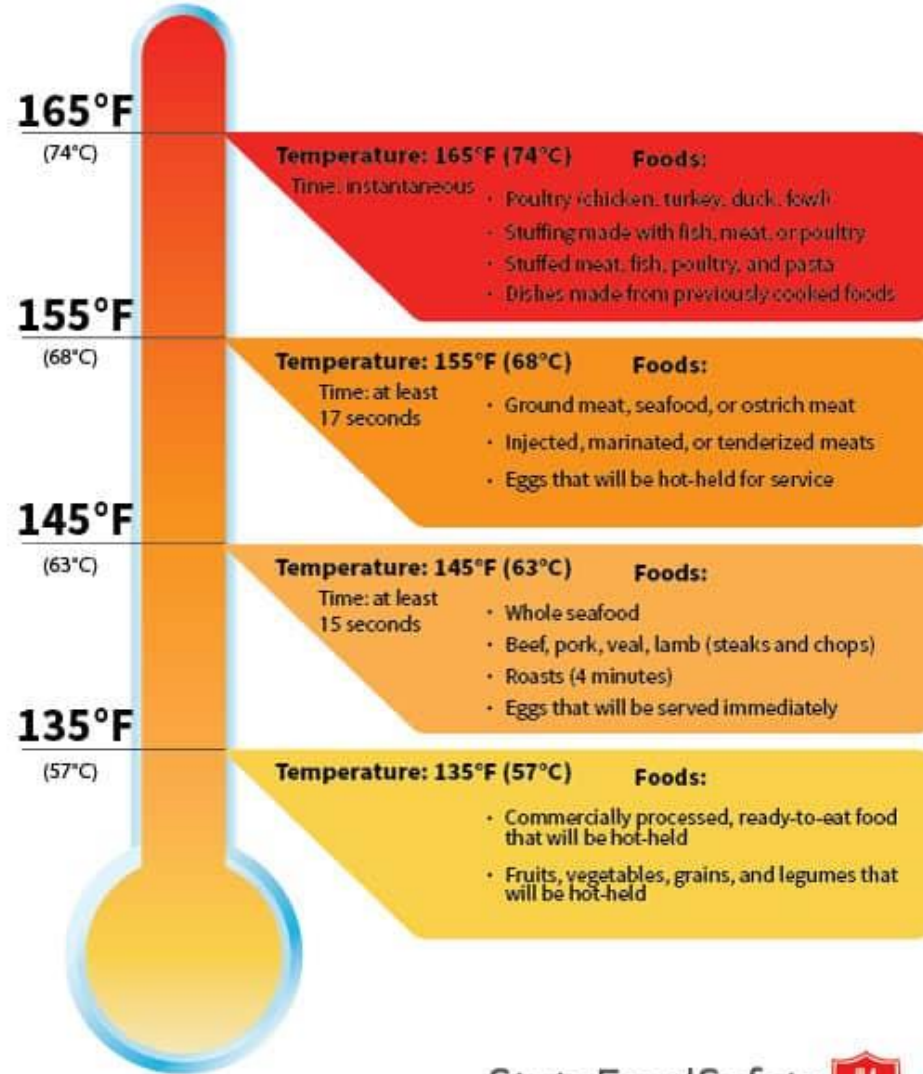 165°F
(74°C)
Temperature: 165°F (74°C)
Time: instantaneous
Foods:
· Poultry (chicken, turkey, duck, fowl)
· Stuffing made with fish, meat, or poultry
· Stuffed meat, fish, poultry, and pasta
· Dishes made from previously cooked foods
155°F
(68°C)
Temperature: 155°F (68°C)
Time: at least
17 seconds
Foods:
· Ground meat, seafood, or ostrich meat
· Injected, marinated, or tenderized meats
· Eggs that will be hot-held for service
145°F
(63°C)
Temperature: 145°F (63°C)
Time: at least
15 seconds
Foods:
· Whole seafood
· Beef, pork, veal, lamb (steaks and chops)
· Roasts (4 minutes)
· Eggs that will be served immediately
135°F
(57°C)
Temperature: 135°F (57°C)
Foods:
· Commercially processed, ready-to-eat food
that will be hot-held
· Fruits, vegetables, grains, and legumes that
will be hot-held